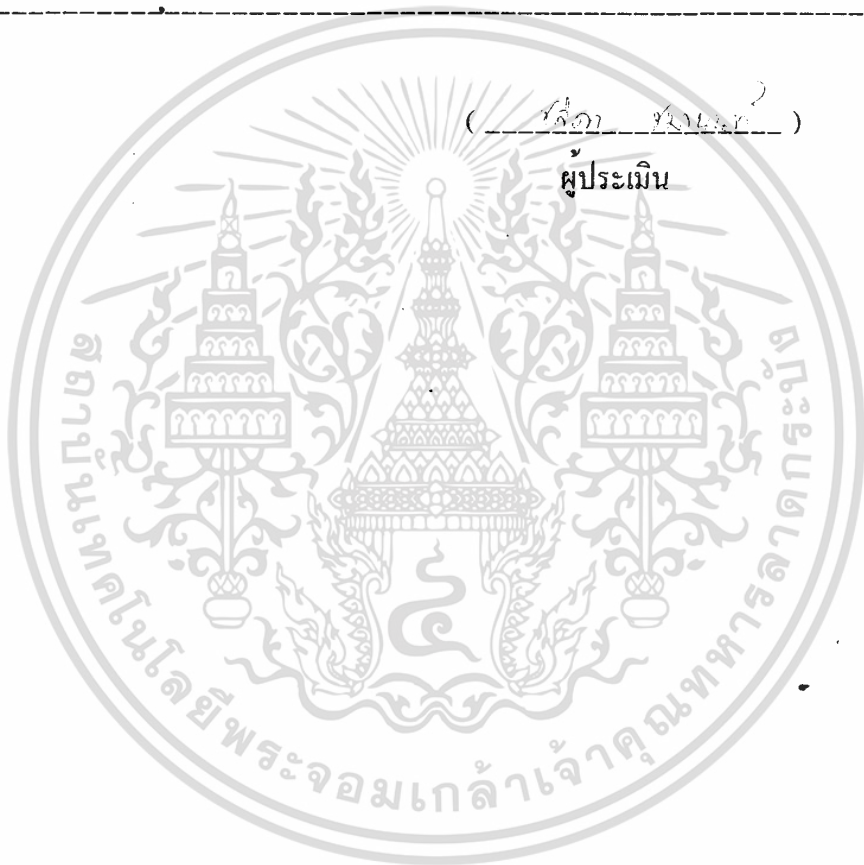 ( )
ผู้ประเมิน
สถาบันเทคโนโลยีพระจอมเกล้าเจ้าคุณทหารลาดกระบัง
๔